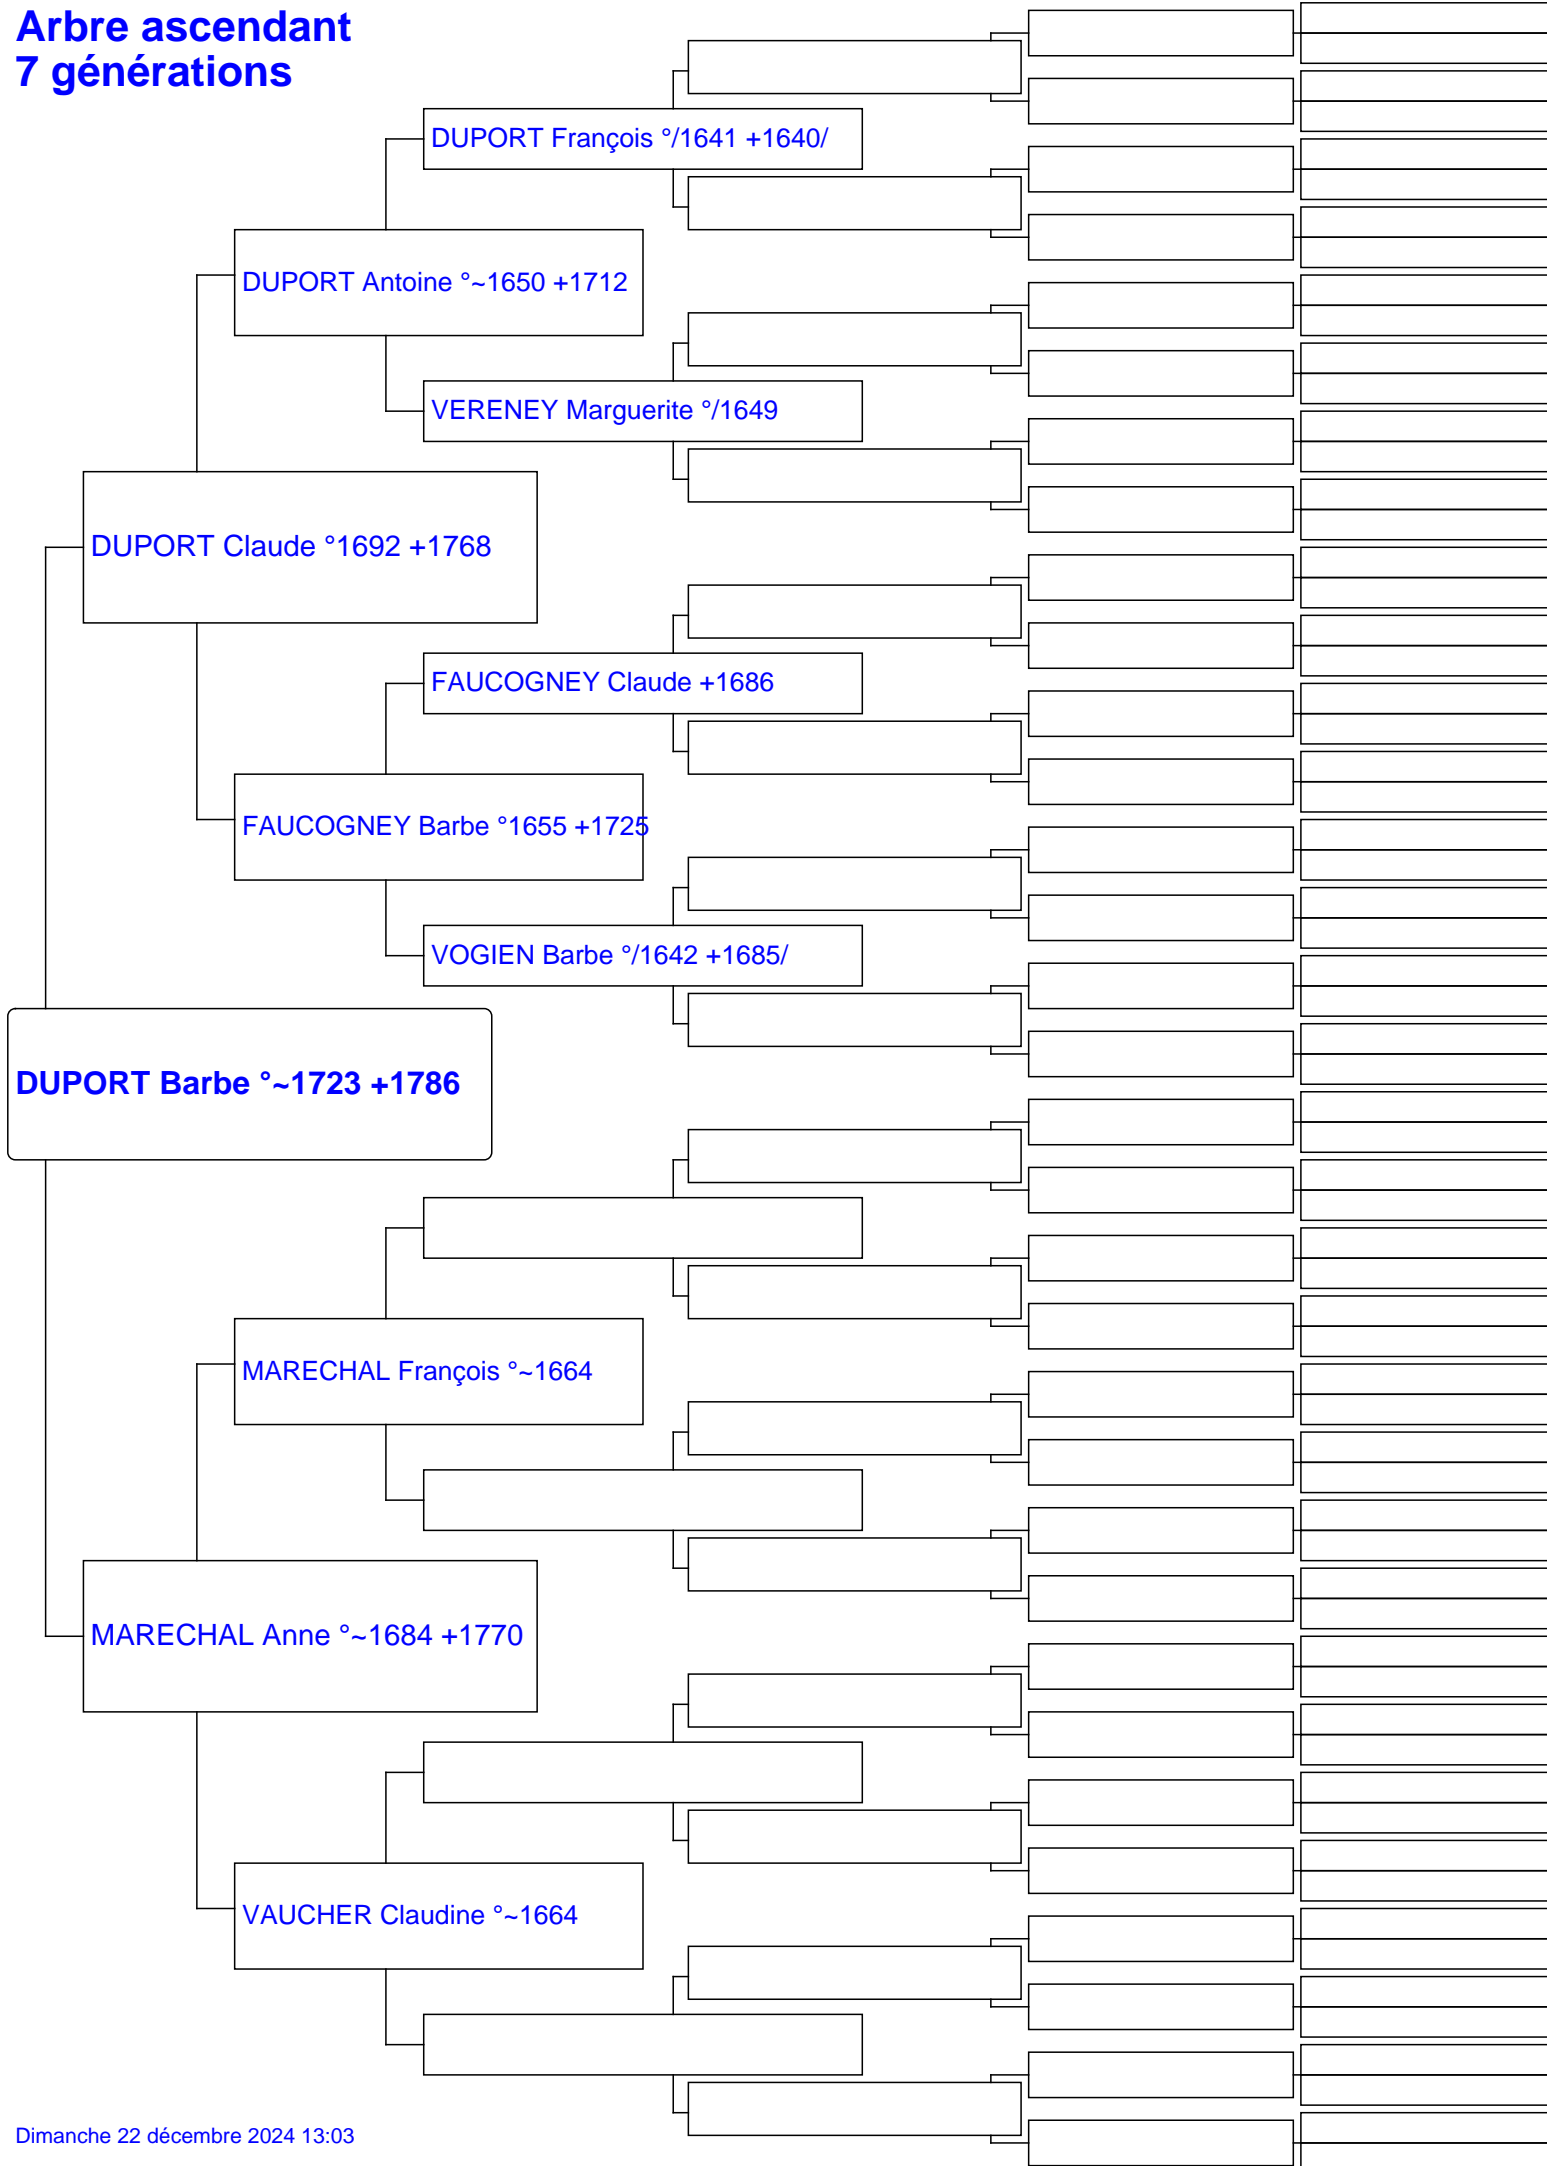 Arbre ascendant
7 générations
DUPORT François °/1641 +1640/
DUPORT Antoine °~1650 +1712
VERENEY Marguerite °/1649
DUPORT Claude °1692 +1768
FAUCOGNEY Claude +1686
FAUCOGNEY Barbe °1655 +1725
VOGIEN Barbe °/1642 +1685/
DUPORT Barbe °~1723 +1786
MARECHAL François °~1664
MARECHAL Anne °~1684 +1770
VAUCHER Claudine °~1664
Dimanche 22 décembre 2024 13:03